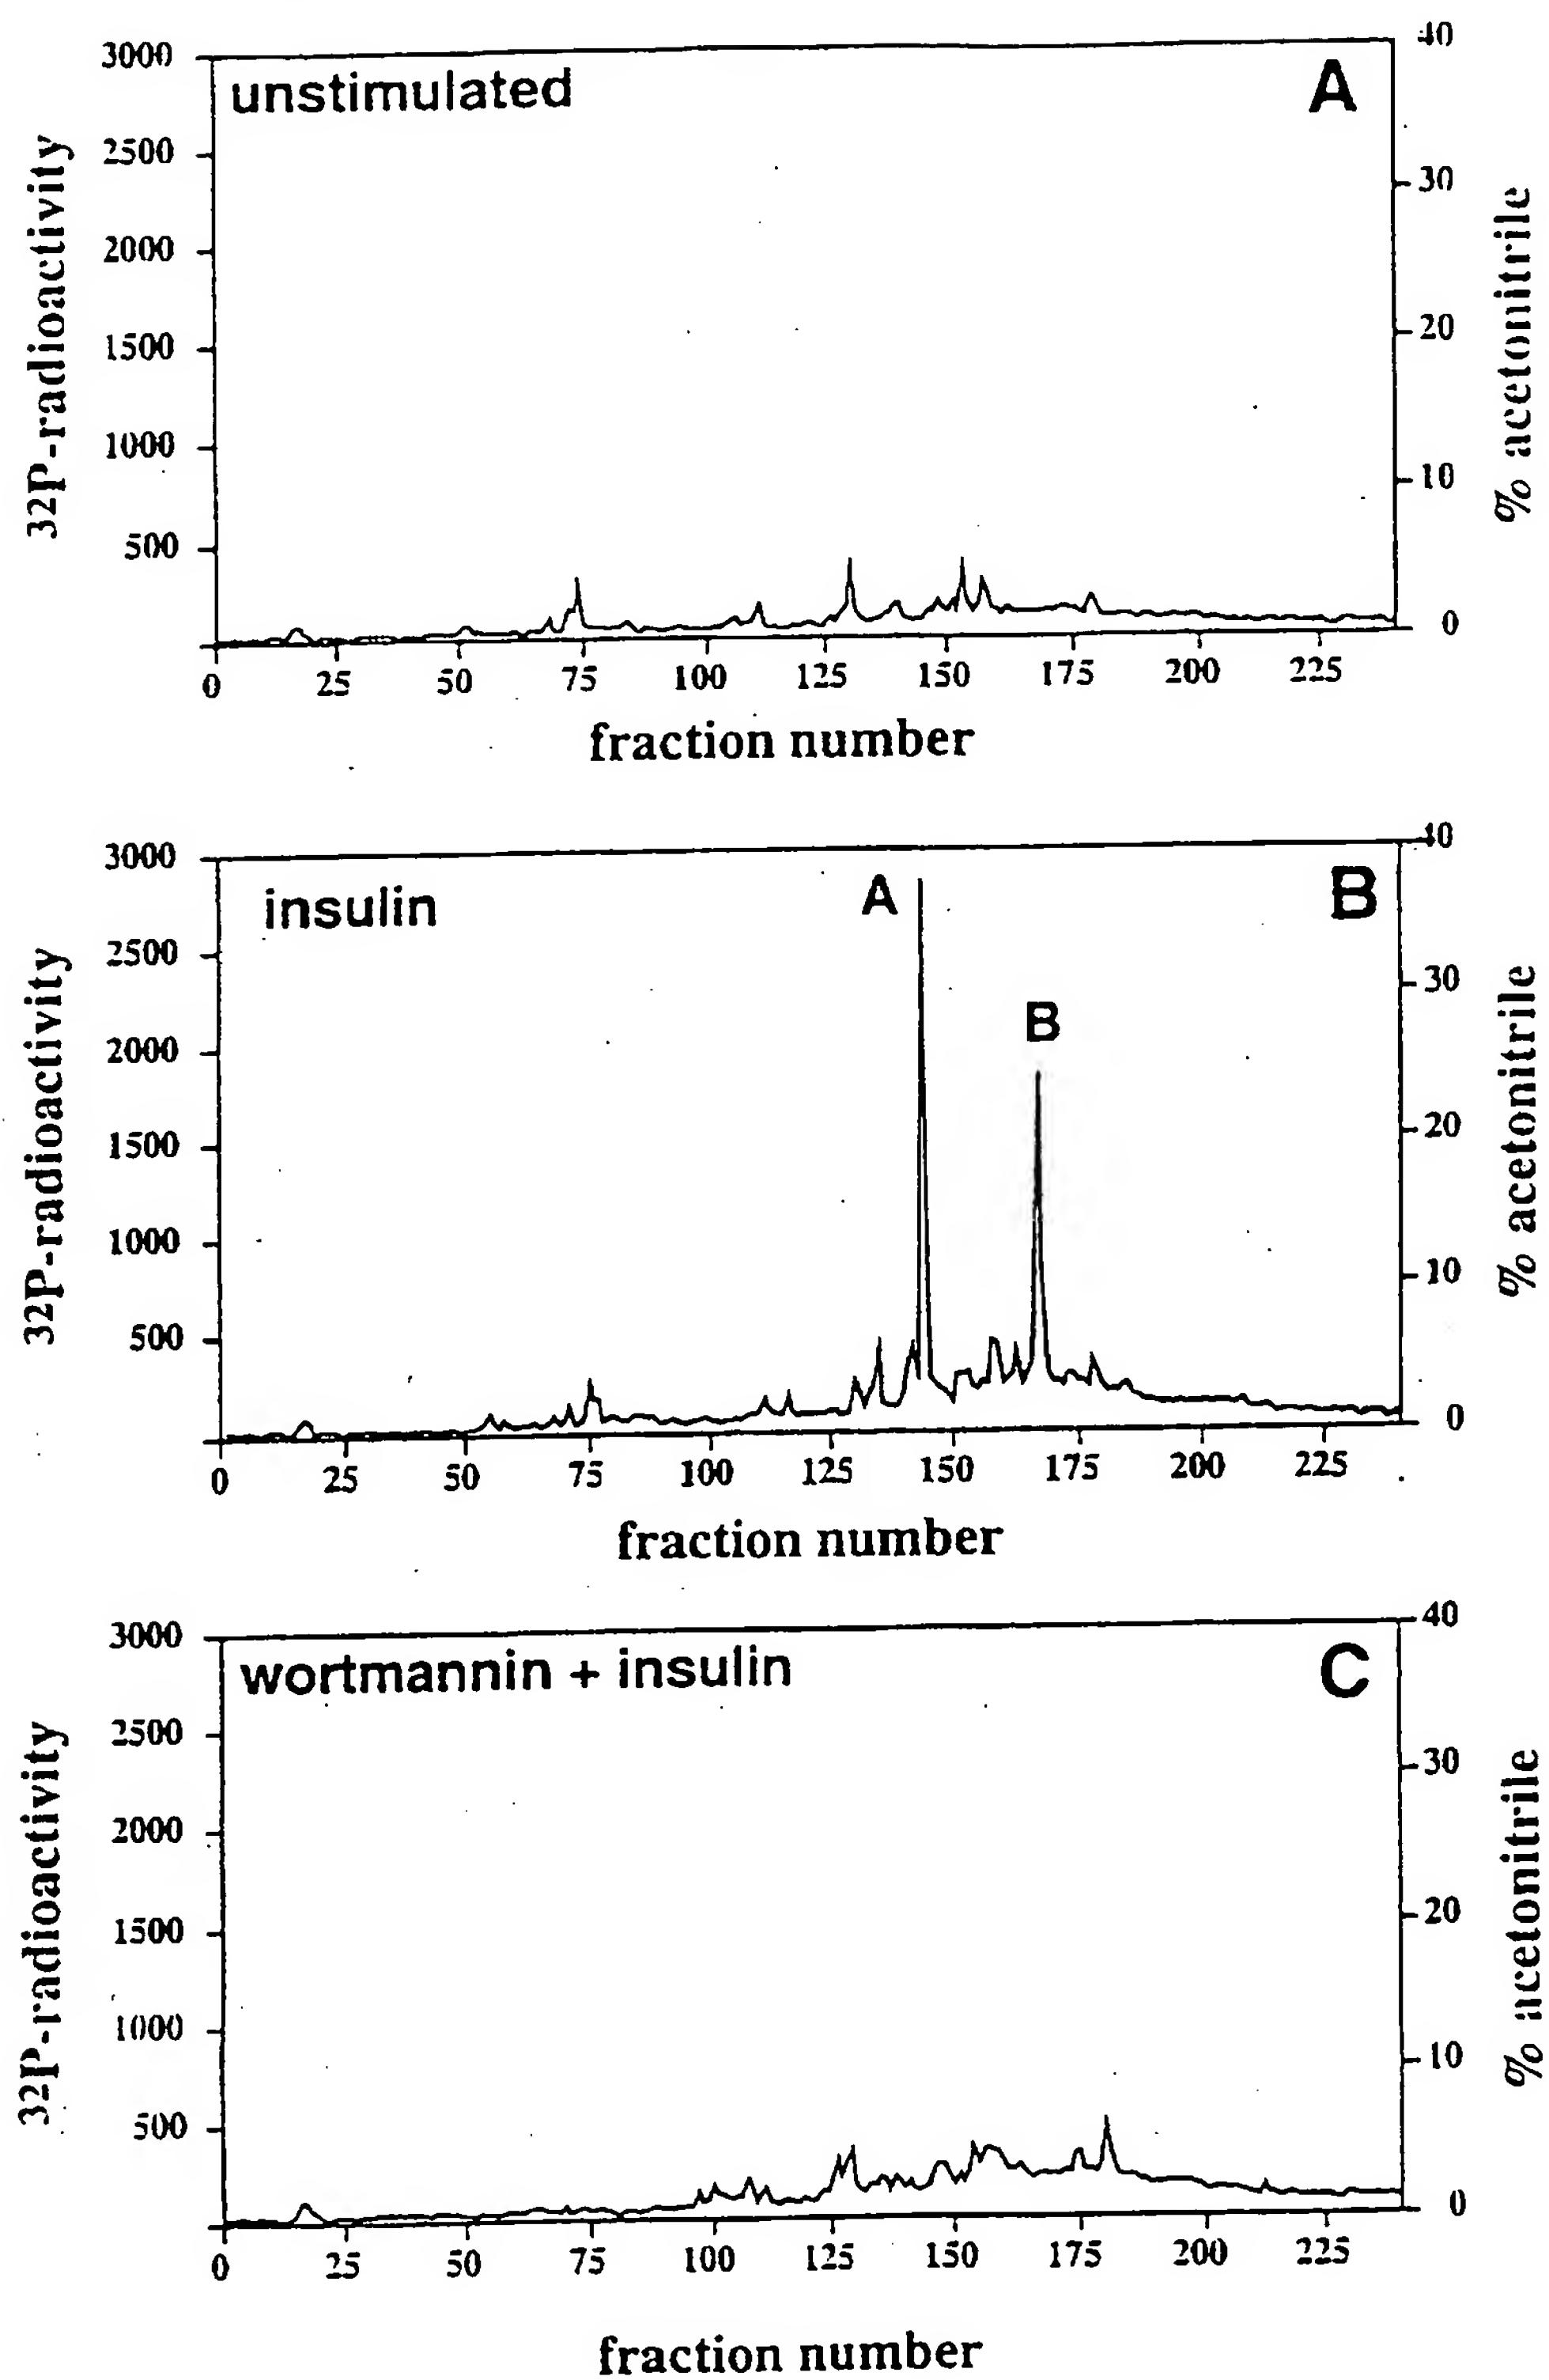 3000
40
unstimulated
A
2500
30
2000
20
1500
1000
10
500
0
32P-radioactivity
% acetonitrile
0 25 50 75 100 125 150 175 200 225
fraction number
3000
40
insulin
A
B
2500
30
B
2000
20
1500
1000
10
500
0
32P-radioactivity
% acetonitrile
0 25 50 75 100 125 150 175 200 225
fraction number
3000
40
wortmannin + insulin
C
2500
30
2000
20
1500
1000
10
500
0
32P-radioactivity
% acetonitrile
0 25 50 75 100 125 150 175 200 225
fraction number